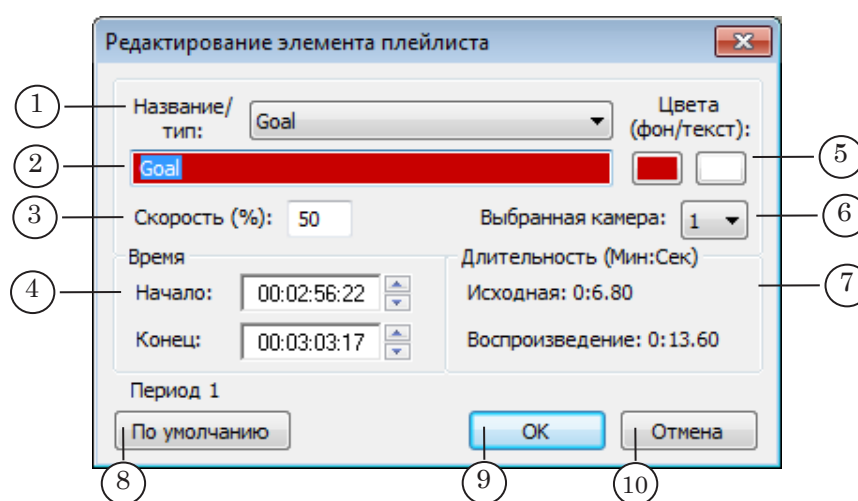 Редактирование элемента плейлиста
1
Название/
тип:
Goal
Цвета
(фон/текст):
2
Goal
5
3
Скорость (%): 50
Выбранная камера: 1
6
Время
Длительность (Мин:Сек)
4
Начало: 00:02:56:22
Исходная: 0:6.80
7
Конец: 00:03:03:17
Воспроизведение: 0:13.60
Период 1
По умолчанию
OK
Отмена
8
9
10